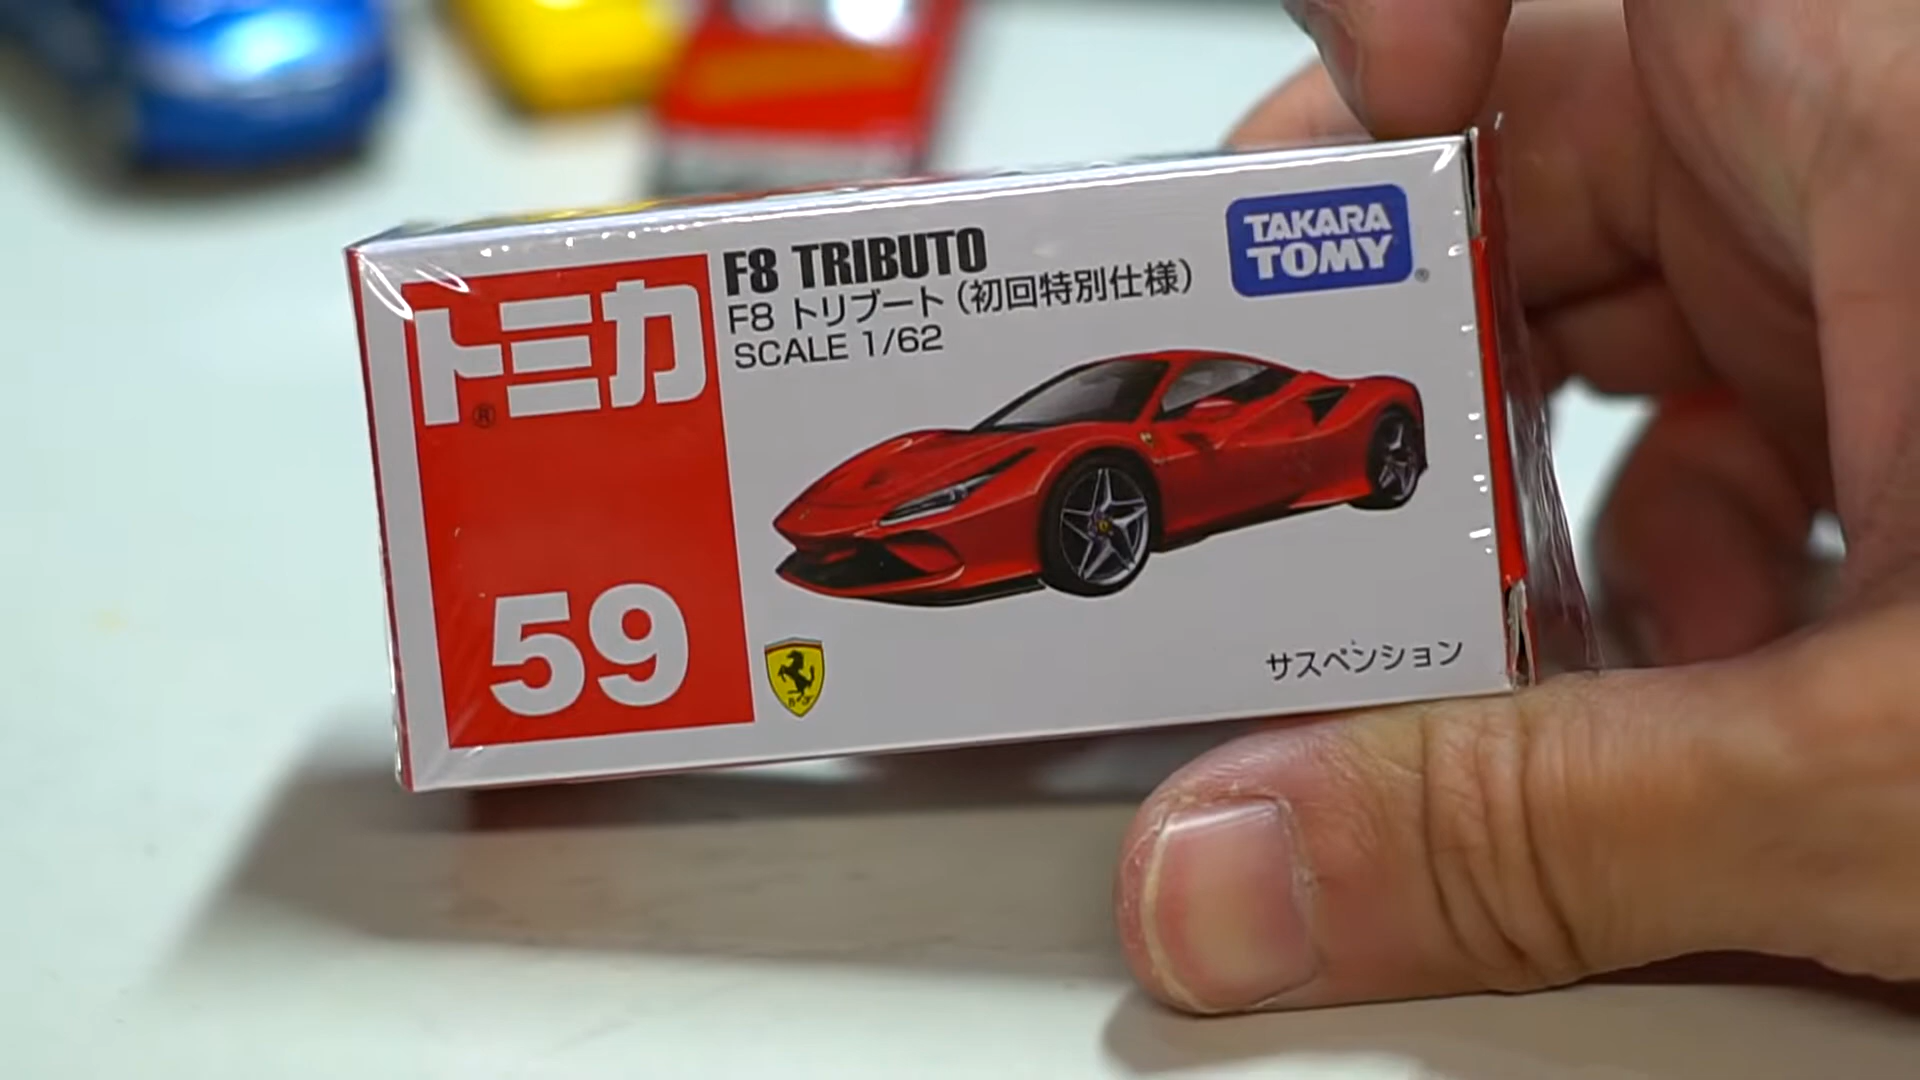 トミカ
®
59
F8 TRIBUTO
F8 トリブート（初回特別仕様）
SCALE 1/62
TAKARA
TOMY
®
サスペンション